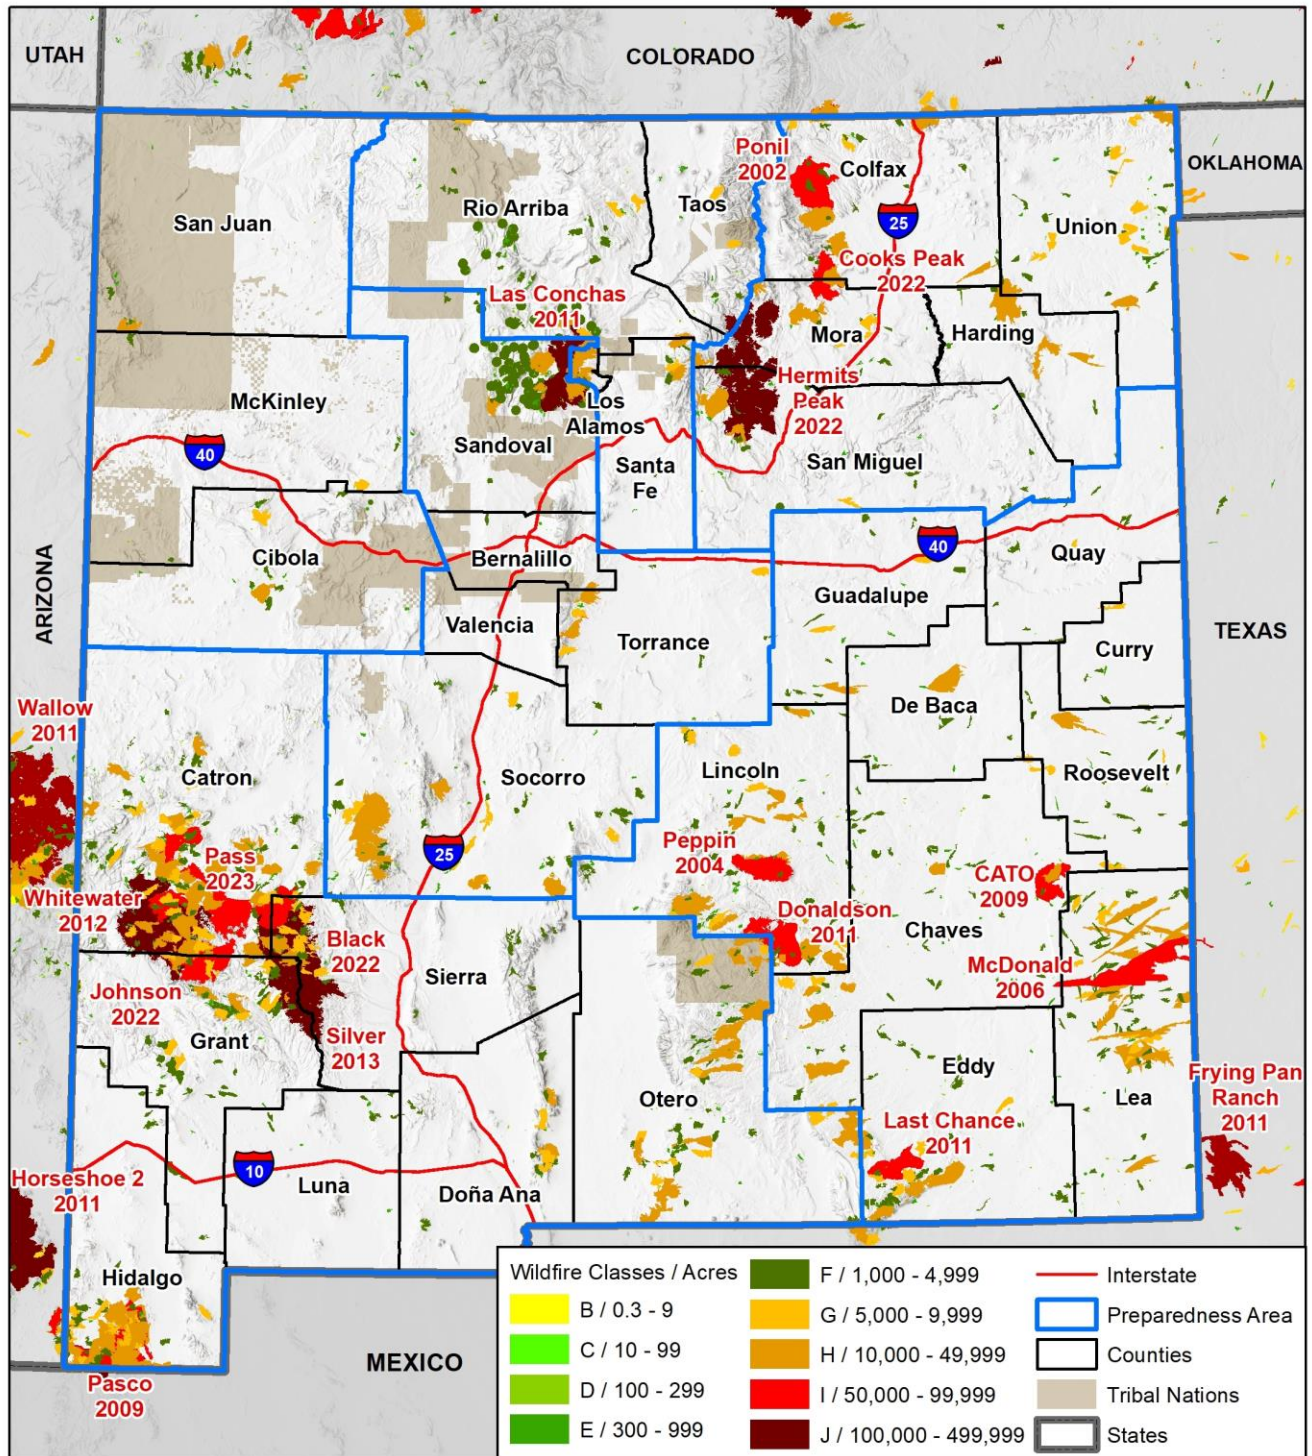 UTAH
COLORADO
OKLAHOMA
ARIZONA
TEXAS
MEXICO
Ponil
2002
Colfax
San Juan
Rio Arriba
Taos
25
Union
Cooks Peak
2022
Las Conchas
2011
Mora
Harding
McKinley
Hermits
Peak
2022
Los
Alamos
40
Sandoval
Santa
Fe
San Miguel
Cibola
Bernalillo
40
Quay
Guadalupe
Valencia
Torrance
Curry
De Baca
Wallow
2011
Catron
Socorro
Lincoln
Roosevelt
25
Peppin
2004
Pass
2023
CATO
2009
Whitewater
2012
Donaldson
2011
Chaves
Black
2022
Sierra
McDonald
2006
Johnson
2022
Grant
Silver
2013
Eddy
Otero
Lea
Frying Pan
Ranch
2011
Last Chance
2011
Horseshoe 2
2011
10
Luna
Doña Ana
Hidalgo
Pasco
2009
Wildfire Classes / Acres
B / 0.3 - 9
C / 10 - 99
D / 100 - 299
E / 300 - 999
F / 1,000 - 4,999
G / 5,000 - 9,999
H / 10,000 - 49,999
I / 50,000 - 99,999
J / 100,000 - 499,999
Interstate
Preparedness Area
Counties
Tribal Nations
States